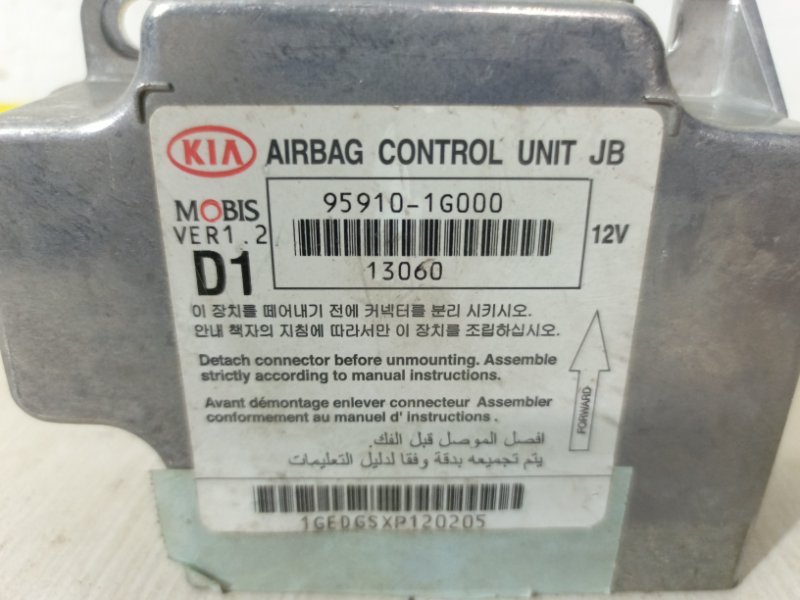 KIA AIRBAG CONTROL UNIT JB
MOBIS
VER1.2
D1
95910-1G000
13060
12V
이 장치를 떼어내기 전에 커넥터를 분리 시키시오.
안내 책자의 지침에 따라서만 이 장치를 조립하십시오.
Detach connector before unmounting. Assemble
strictly according to manual instructions.
Avant démontage enlever connecteur Assembler
conformement au manuel d' instructions .
FORWARD
افصل الموصل قبل الفك.
يتم تجميعه بدقة وفقا لدليل التعليمات
1GEDGSXP120205